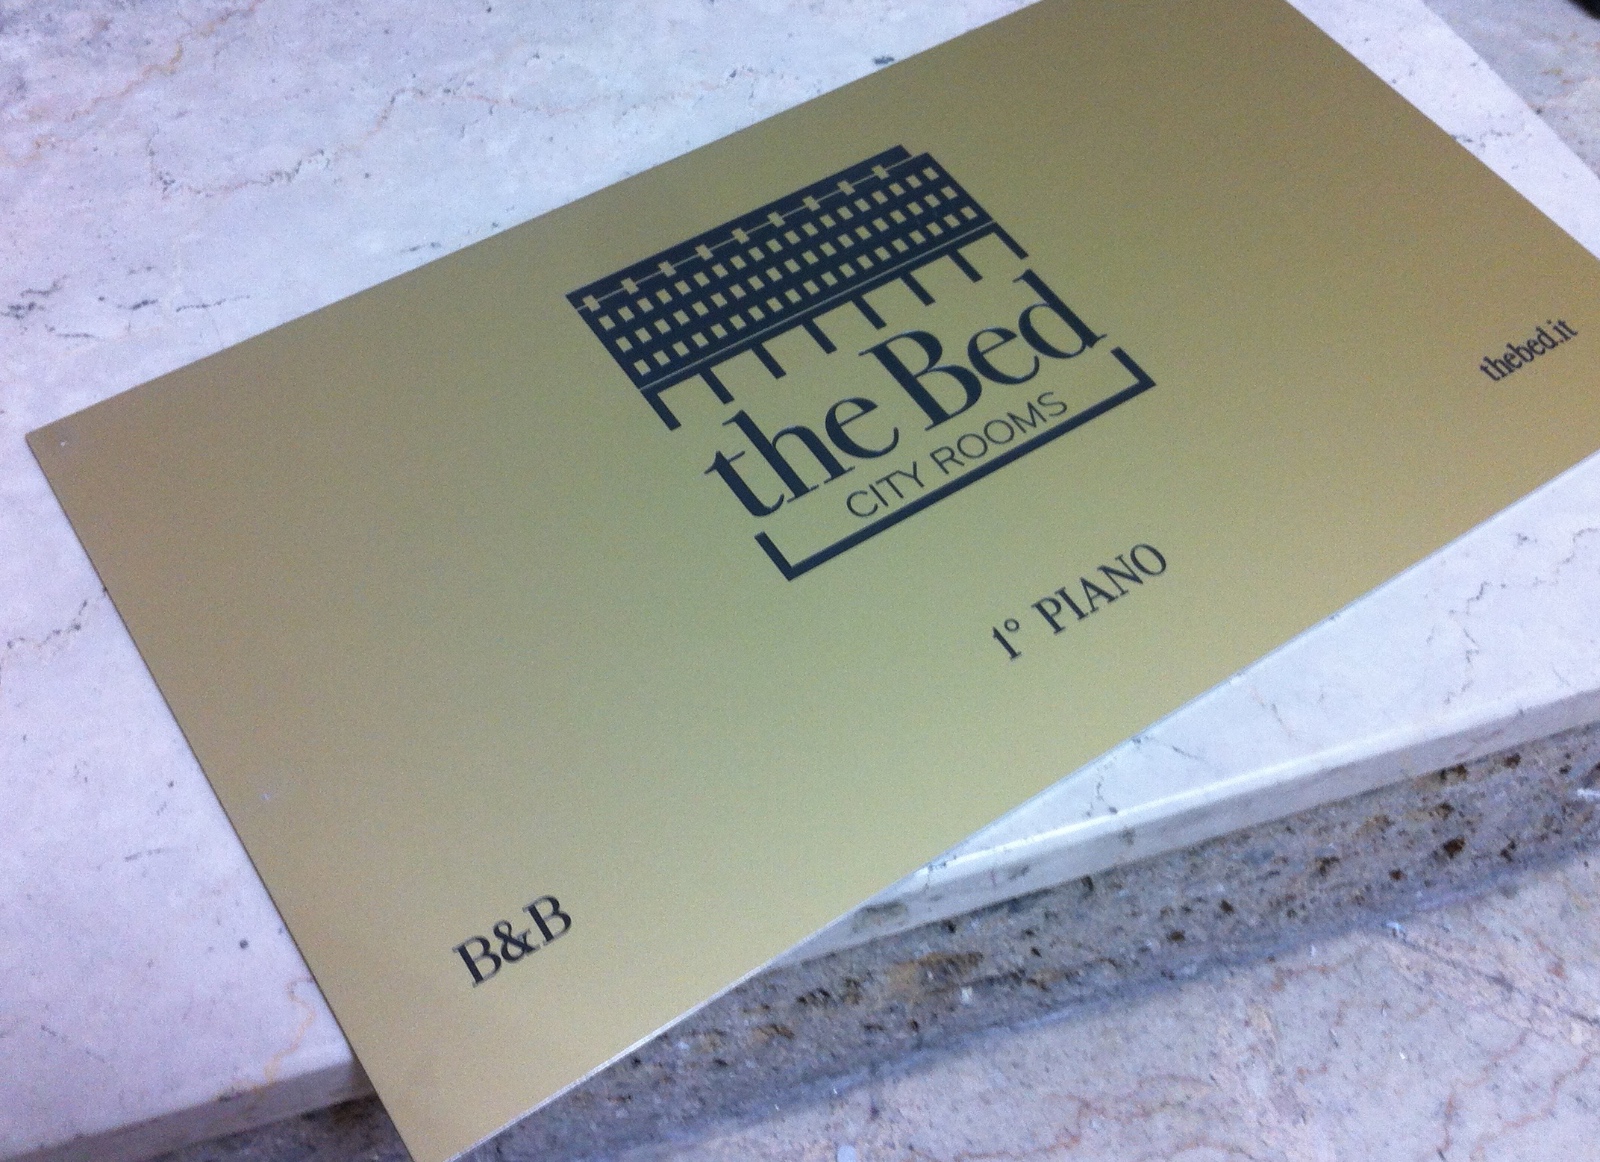 the Bed
CITY ROOMS
1° PIANO
B&B
thebed.it